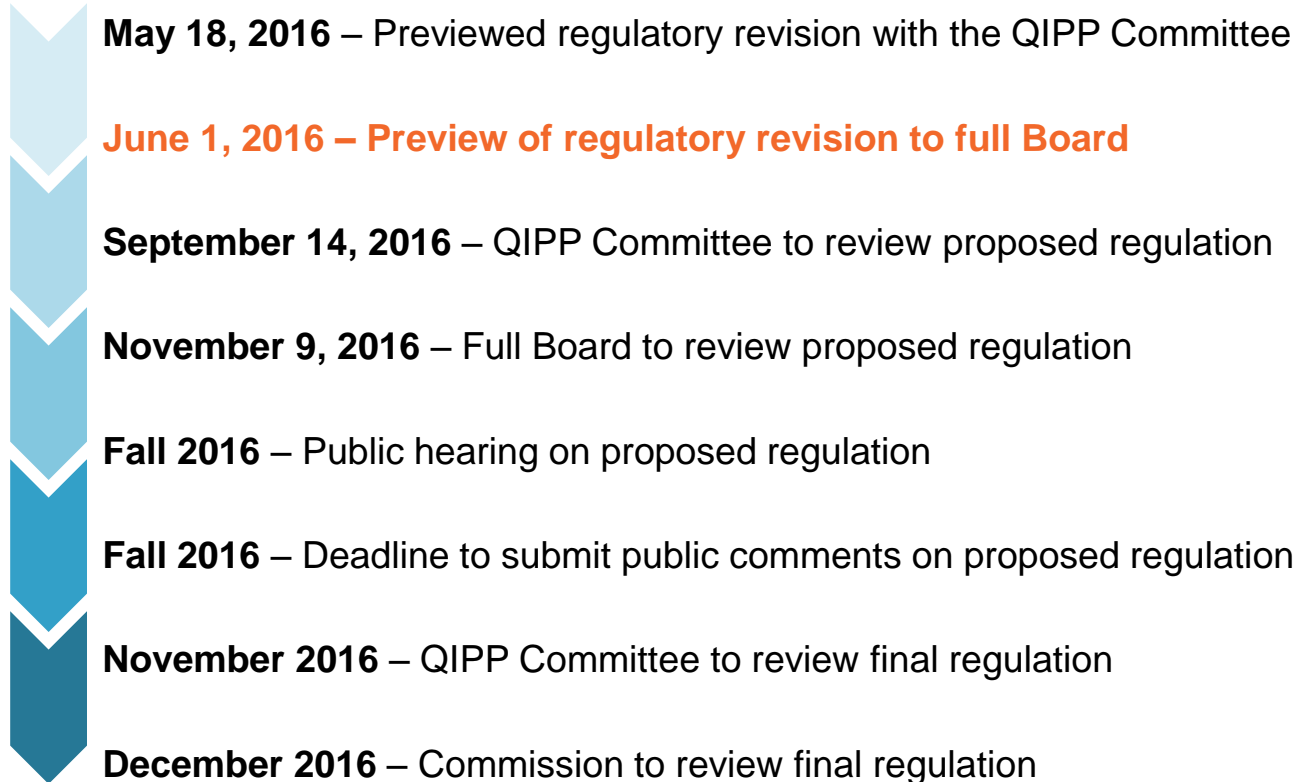 May 18, 2016 – Previewed regulatory revision with the QIPP Committee
June 1, 2016 – Preview of regulatory revision to full Board
September 14, 2016 – QIPP Committee to review proposed regulation
November 9, 2016 – Full Board to review proposed regulation
Fall 2016 – Public hearing on proposed regulation
Fall 2016 – Deadline to submit public comments on proposed regulation
November 2016 – QIPP Committee to review final regulation
December 2016 – Commission to review final regulation